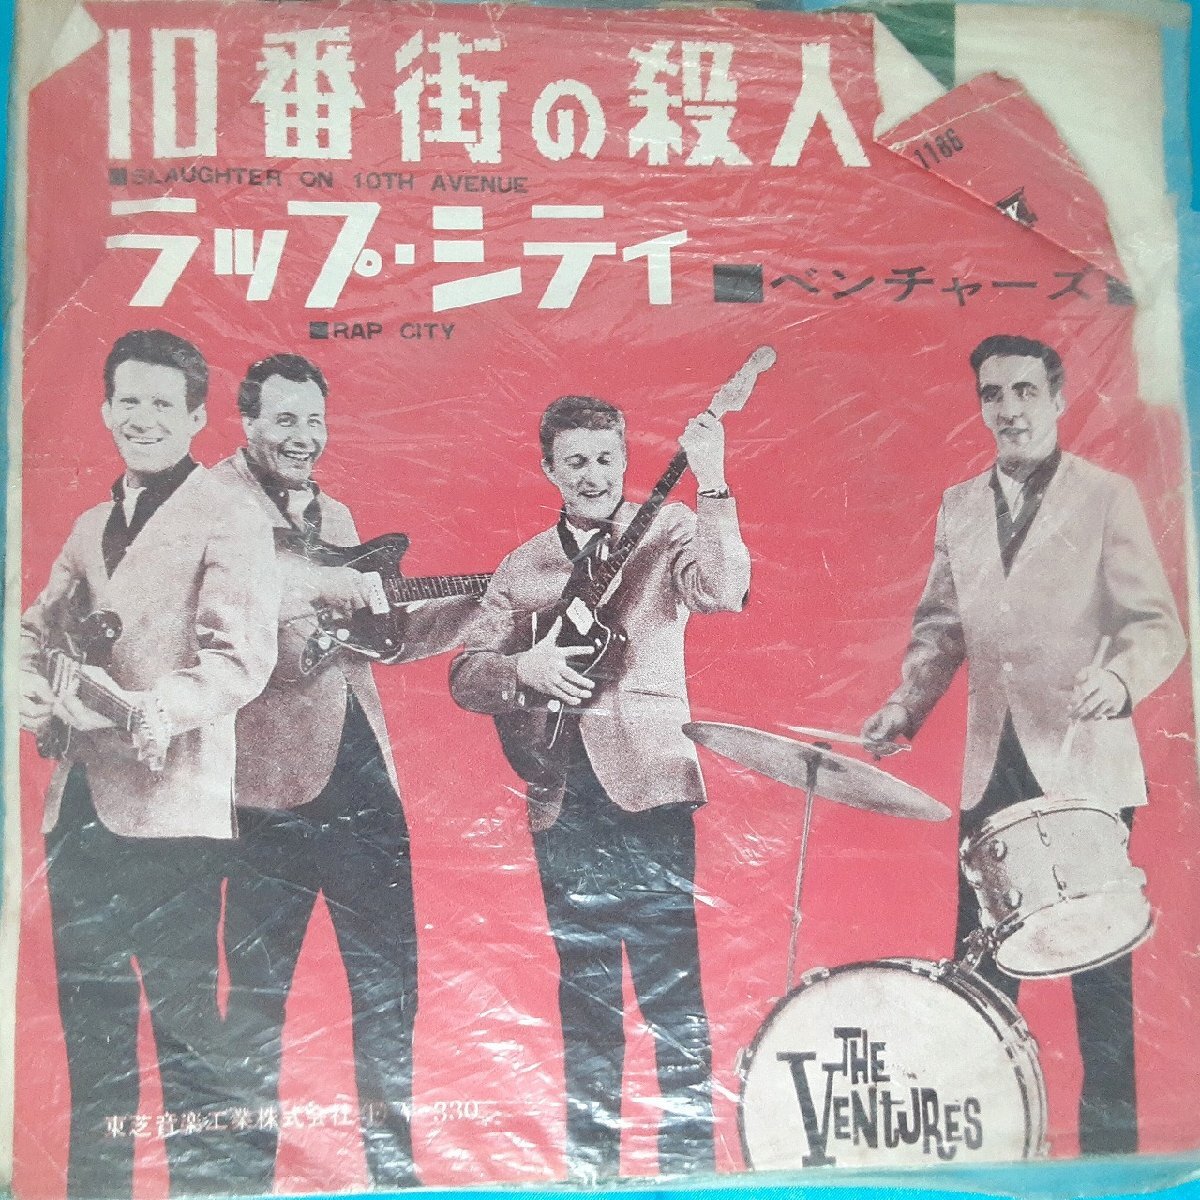 10番街の殺人
■SLAUGHTER ON 10TH AVENUE
1186
ラップ・シティ
■ベンチャーズ■
■RAP CITY
THE
VENTURES
東芝音楽工業株式会社 ¥330